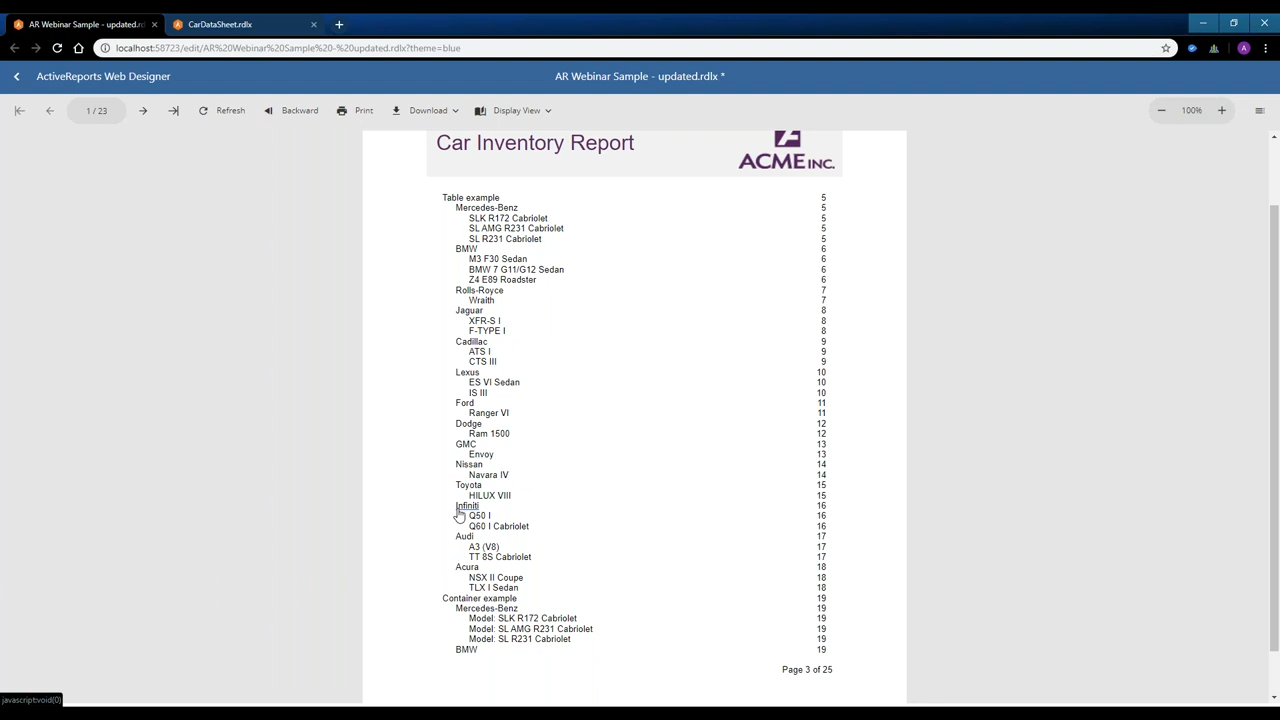 AR Webinar Sample - updated.rd
CarDataSheet.rdlx
localhost:58723/edit/AR%20Webinar%20Sample%20-%20updated.rdlx?theme=blue
A
ActiveReports Web Designer
AR Webinar Sample - updated.rdlx *
1 / 23
Refresh
Backward
Print
Download
Display View
100%
Car Inventory Report
ACME INC.
Table example 5
Mercedes-Benz 5
SLK R172 Cabriolet 5
SL AMG R231 Cabriolet 5
SL R231 Cabriolet 5
BMW 6
M3 F30 Sedan 6
BMW 7 G11/G12 Sedan 6
Z4 E89 Roadster 6
Rolls-Royce 7
Wraith 7
Jaguar 8
XFR-S I 8
F-TYPE I 8
Cadillac 9
ATS I 9
CTS III 9
Lexus 10
ES VI Sedan 10
IS III 10
Ford 11
Ranger VI 11
Dodge 12
Ram 1500 12
GMC 13
Envoy 13
Nissan 14
Navara IV 14
Toyota 15
HILUX VIII 15
Infiniti 16
Q50 I 16
Q60 I Cabriolet 16
Audi 17
A3 (V8) 17
TT 8S Cabriolet 17
Acura 18
NSX II Coupe 18
TLX I Sedan 18
Container example 19
Mercedes-Benz 19
Model: SLK R172 Cabriolet 19
Model: SL AMG R231 Cabriolet 19
Model: SL R231 Cabriolet 19
BMW 19
Page 3 of 25
javascript:void(0)